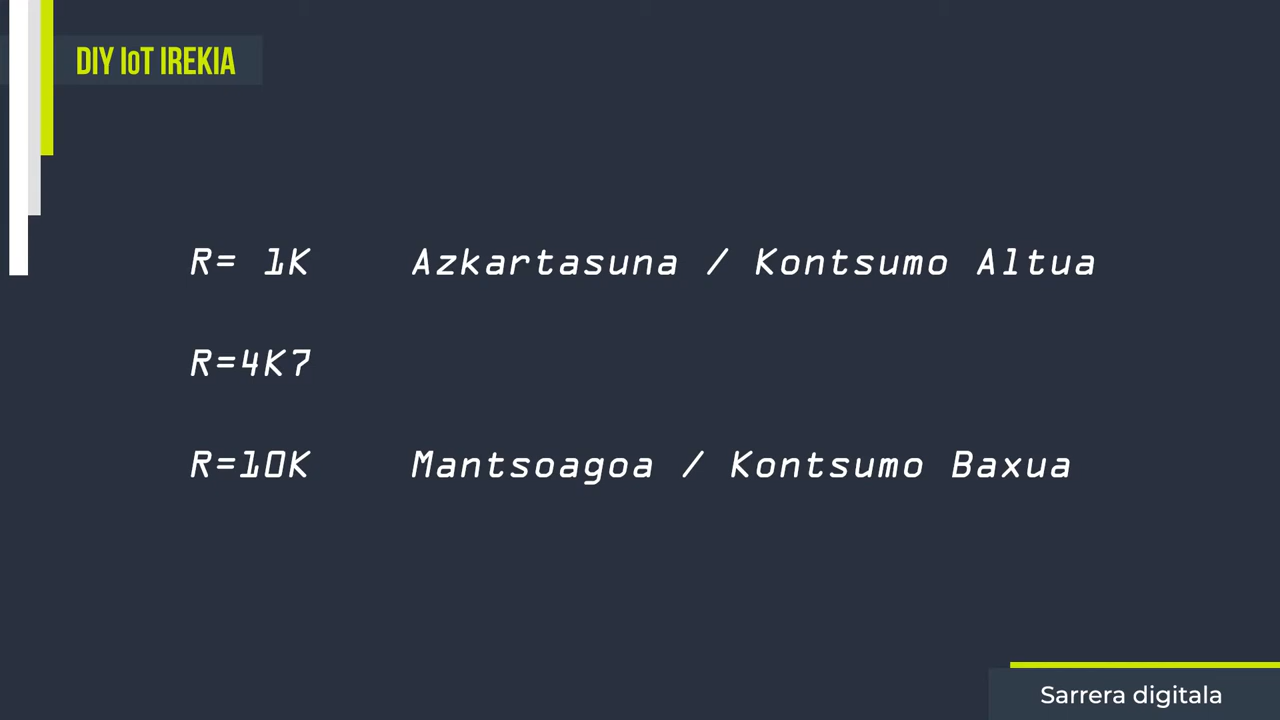 DIY IoT IREKIA
R= 1K Azkartasuna / Kontsumo Altua
R=4K7
R=10K Mantsoagoa / Kontsumo Baxua
Sarrera digitala